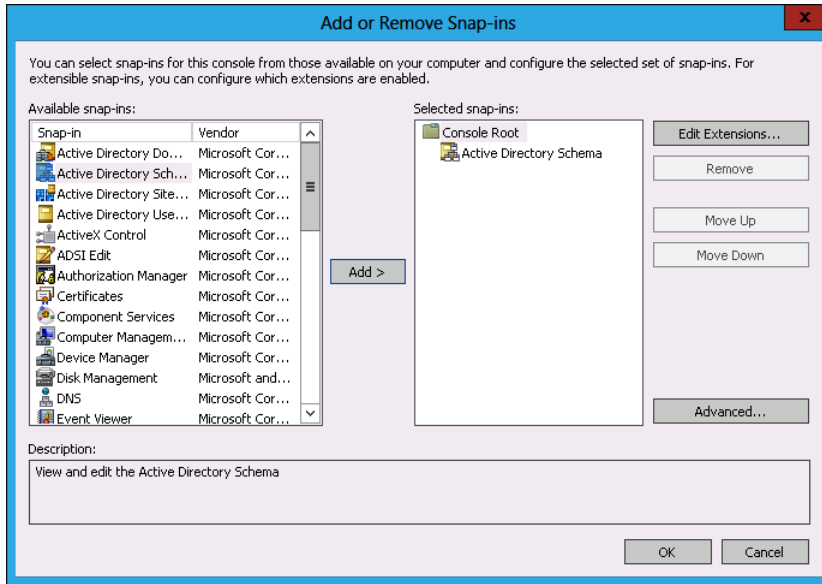 Add or Remove Snap-ins
x
You can select snap-ins for this console from those available on your computer and configure the selected set of snap-ins. For
extensible snap-ins, you can configure which extensions are enabled.
Available snap-ins:
Snap-in Vendor
Active Directory Do... Microsoft Cor...
Active Directory Sch... Microsoft Cor...
Active Directory Site... Microsoft Cor...
Active Directory Use... Microsoft Cor...
ActiveX Control Microsoft Cor...
ADSI Edit Microsoft Cor...
Authorization Manager Microsoft Cor...
Certificates Microsoft Cor...
Component Services Microsoft Cor...
Computer Managem... Microsoft Cor...
Device Manager Microsoft Cor...
Disk Management Microsoft and...
DNS Microsoft Cor...
Event Viewer Microsoft Cor...
Add >
Selected snap-ins:
Console Root
Active Directory Schema
Edit Extensions...
Remove
Move Up
Move Down
Advanced...
Description:
View and edit the Active Directory Schema
OK Cancel